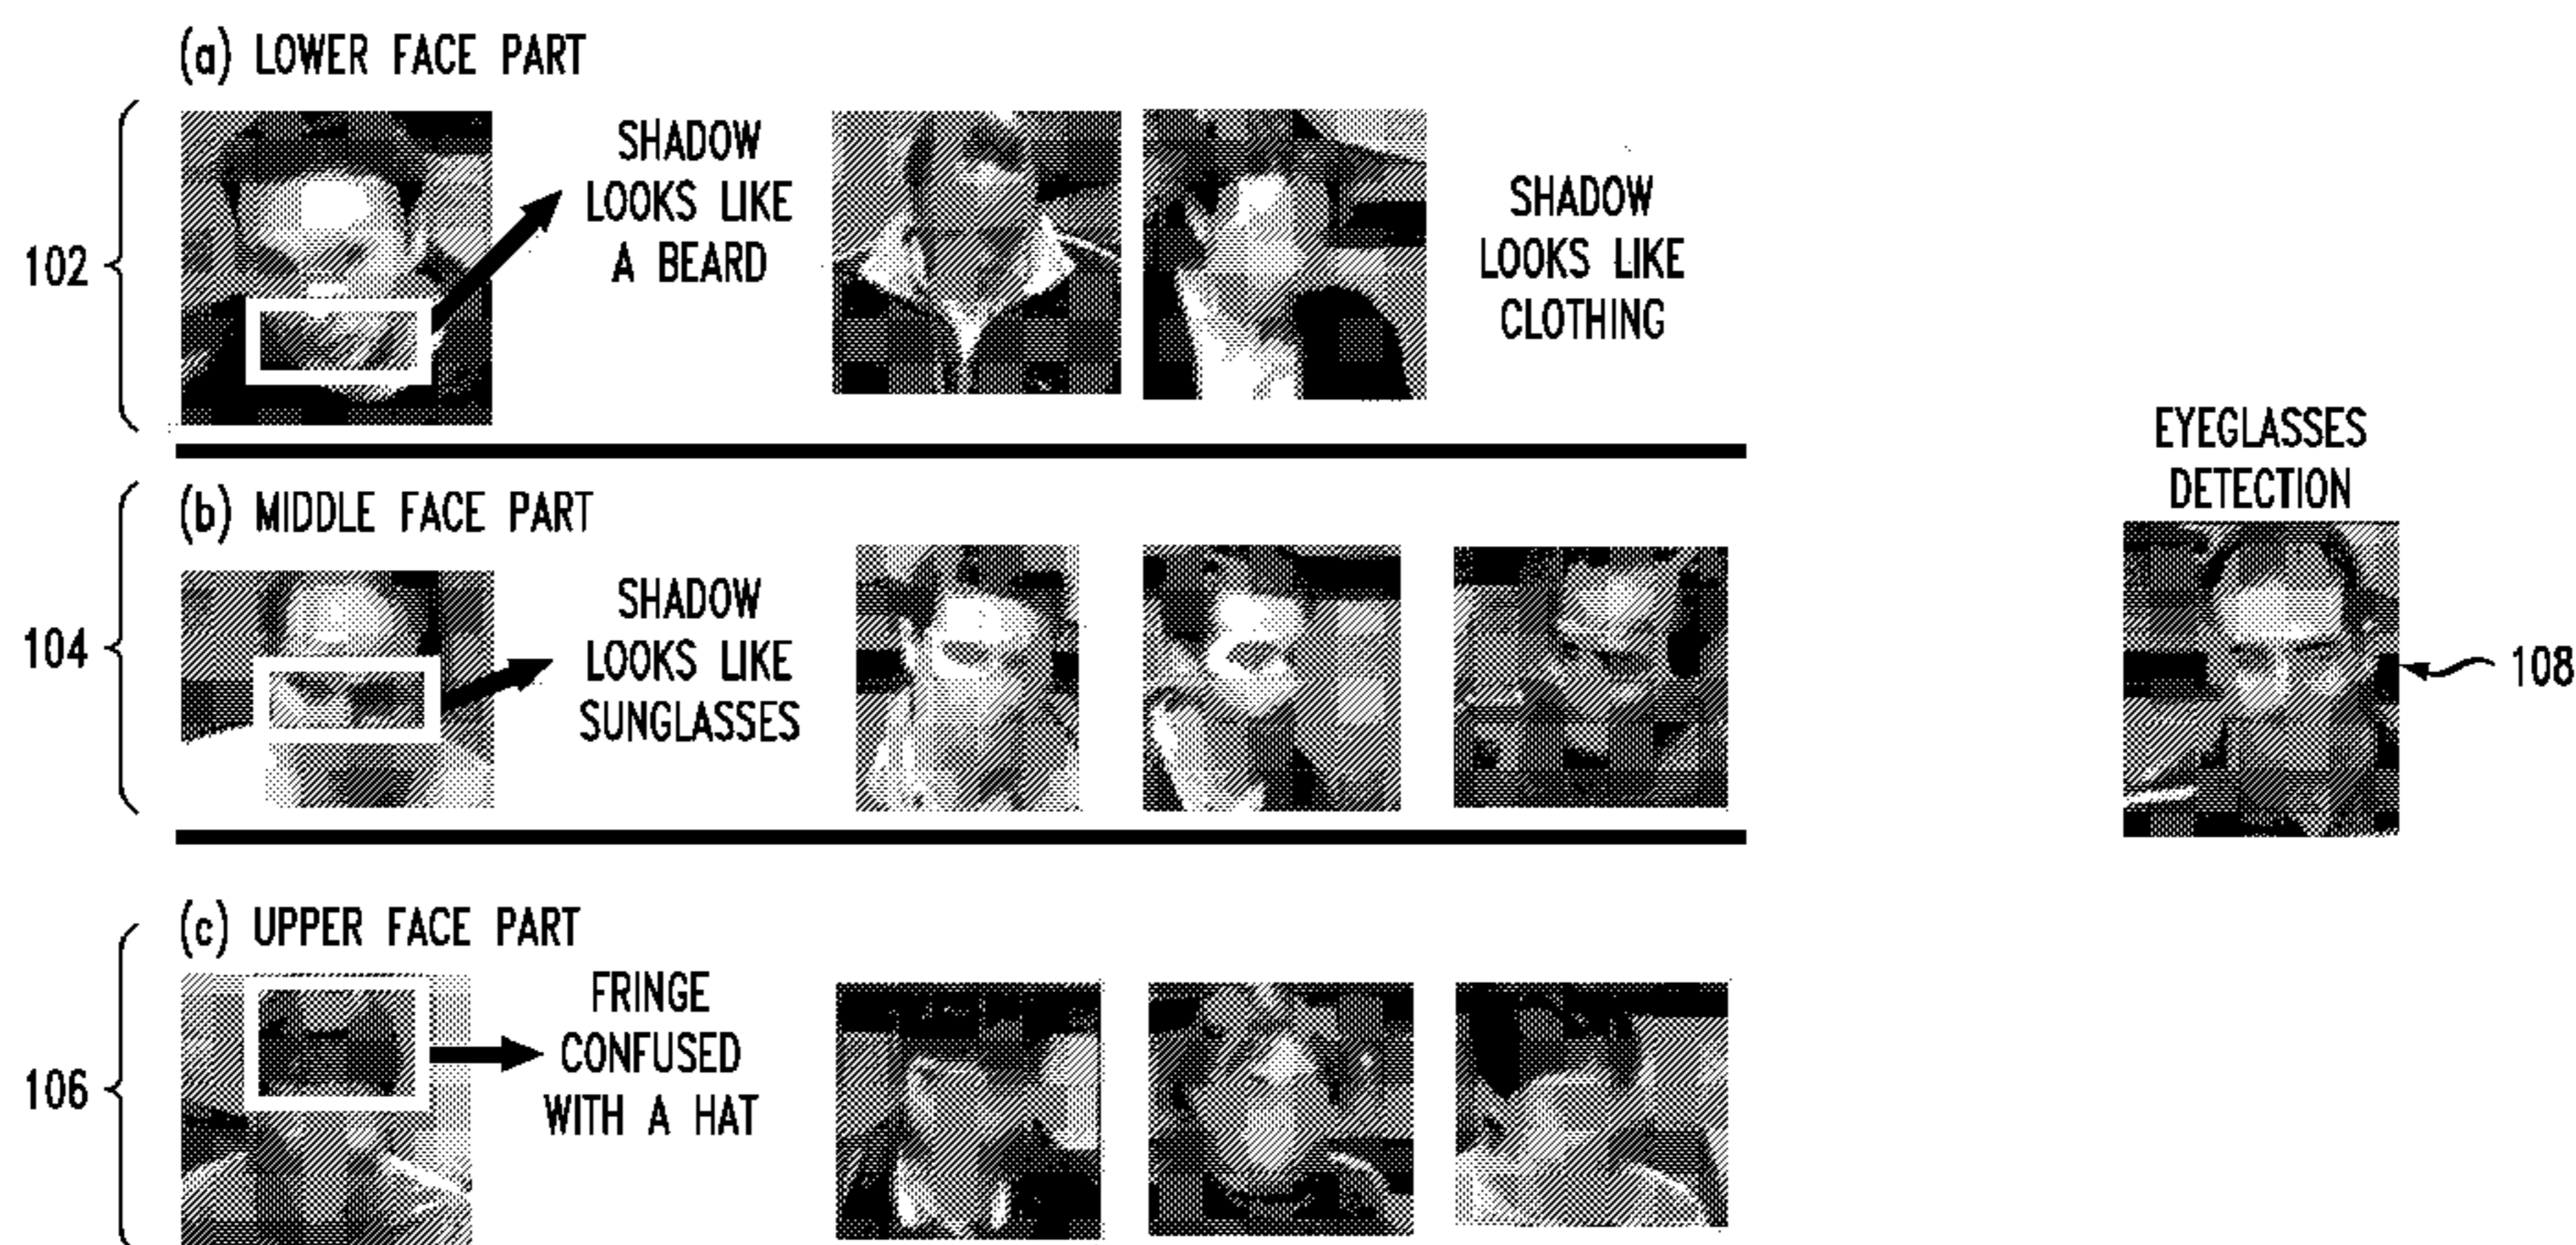 (a) LOWER FACE PART
102
SHADOW
LOOKS LIKE
A BEARD
SHADOW
LOOKS LIKE
CLOTHING
(b) MIDDLE FACE PART
104
SHADOW
LOOKS LIKE
SUNGLASSES
EYEGLASSES
DETECTION
108
(c) UPPER FACE PART
106
FRINGE
CONFUSED
WITH A HAT